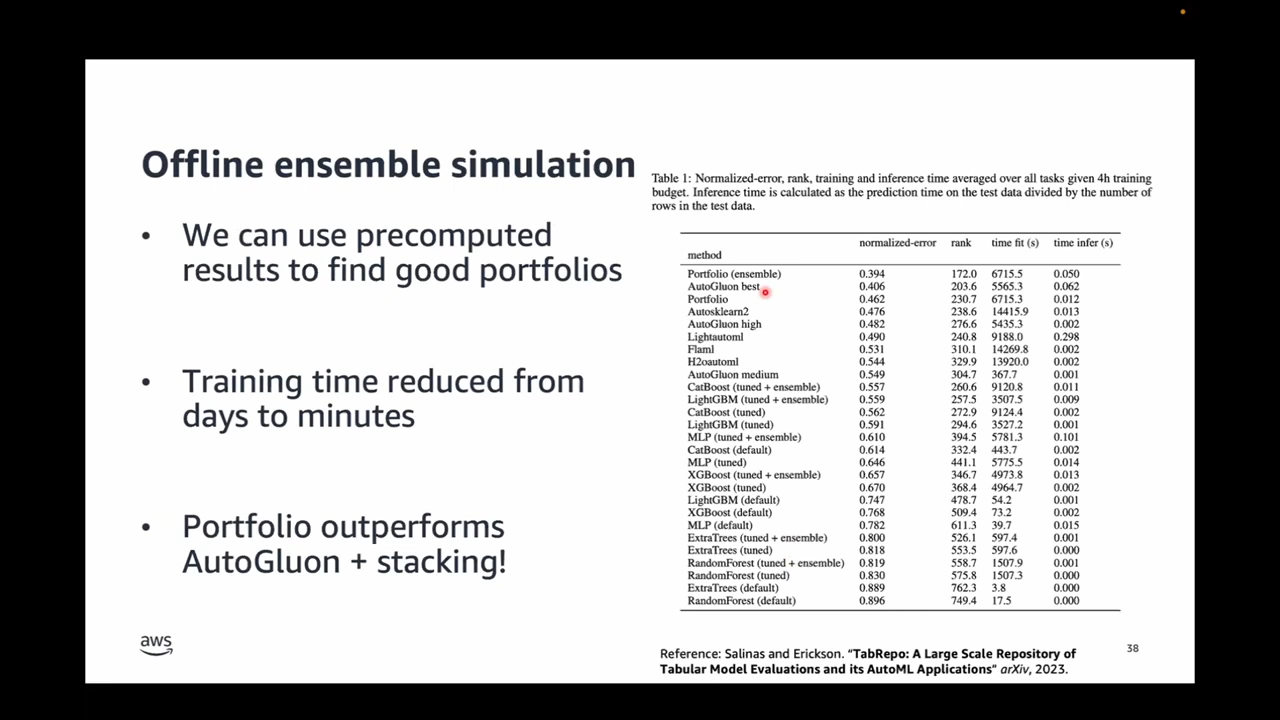 Offline ensemble simulation
• We can use precomputed
results to find good portfolios
• Training time reduced from
days to minutes
• Portfolio outperforms
AutoGluon + stacking!
Table 1: Normalized-error, rank, training and inference time averaged over all tasks given 4h training
budget. Inference time is calculated as the prediction time on the test data divided by the number of
rows in the test data.
normalized-error rank time fit (s) time infer (s)
method
Portfolio (ensemble) 0.394 172.0 6715.5 0.050
AutoGluon best 0.406 203.6 5565.3 0.062
Portfolio 0.462 230.7 6715.3 0.012
Autosklearn2 0.476 238.6 14415.9 0.013
AutoGluon high 0.482 276.6 5435.3 0.002
Lightautoml 0.490 240.8 9188.0 0.298
Flaml 0.531 310.1 14269.8 0.002
H2oautoml 0.544 329.9 13920.0 0.002
AutoGluon medium 0.549 304.7 367.7 0.001
CatBoost (tuned + ensemble) 0.557 260.6 9120.8 0.011
LightGBM (tuned + ensemble) 0.559 257.5 3507.5 0.009
CatBoost (tuned) 0.562 272.9 9124.4 0.002
LightGBM (tuned) 0.591 294.6 3527.2 0.001
MLP (tuned + ensemble) 0.610 394.5 5781.3 0.101
CatBoost (default) 0.614 332.4 443.7 0.002
MLP (tuned) 0.646 441.1 5775.5 0.014
XGBoost (tuned + ensemble) 0.657 346.7 4973.8 0.013
XGBoost (tuned) 0.670 368.4 4964.7 0.002
LightGBM (default) 0.747 478.7 54.2 0.001
XGBoost (default) 0.768 509.4 73.2 0.002
MLP (default) 0.782 611.3 39.7 0.015
ExtraTrees (tuned + ensemble) 0.800 526.1 597.4 0.001
ExtraTrees (tuned) 0.818 553.5 597.6 0.000
RandomForest (tuned + ensemble) 0.819 558.7 1507.9 0.001
RandomForest (tuned) 0.830 575.8 1507.3 0.000
ExtraTrees (default) 0.889 762.3 3.8 0.000
RandomForest (default) 0.896 749.4 17.5 0.000
aws
Reference: Salinas and Erickson. “TabRepo: A Large Scale Repository of
Tabular Model Evaluations and its AutoML Applications” arXiv, 2023.
38